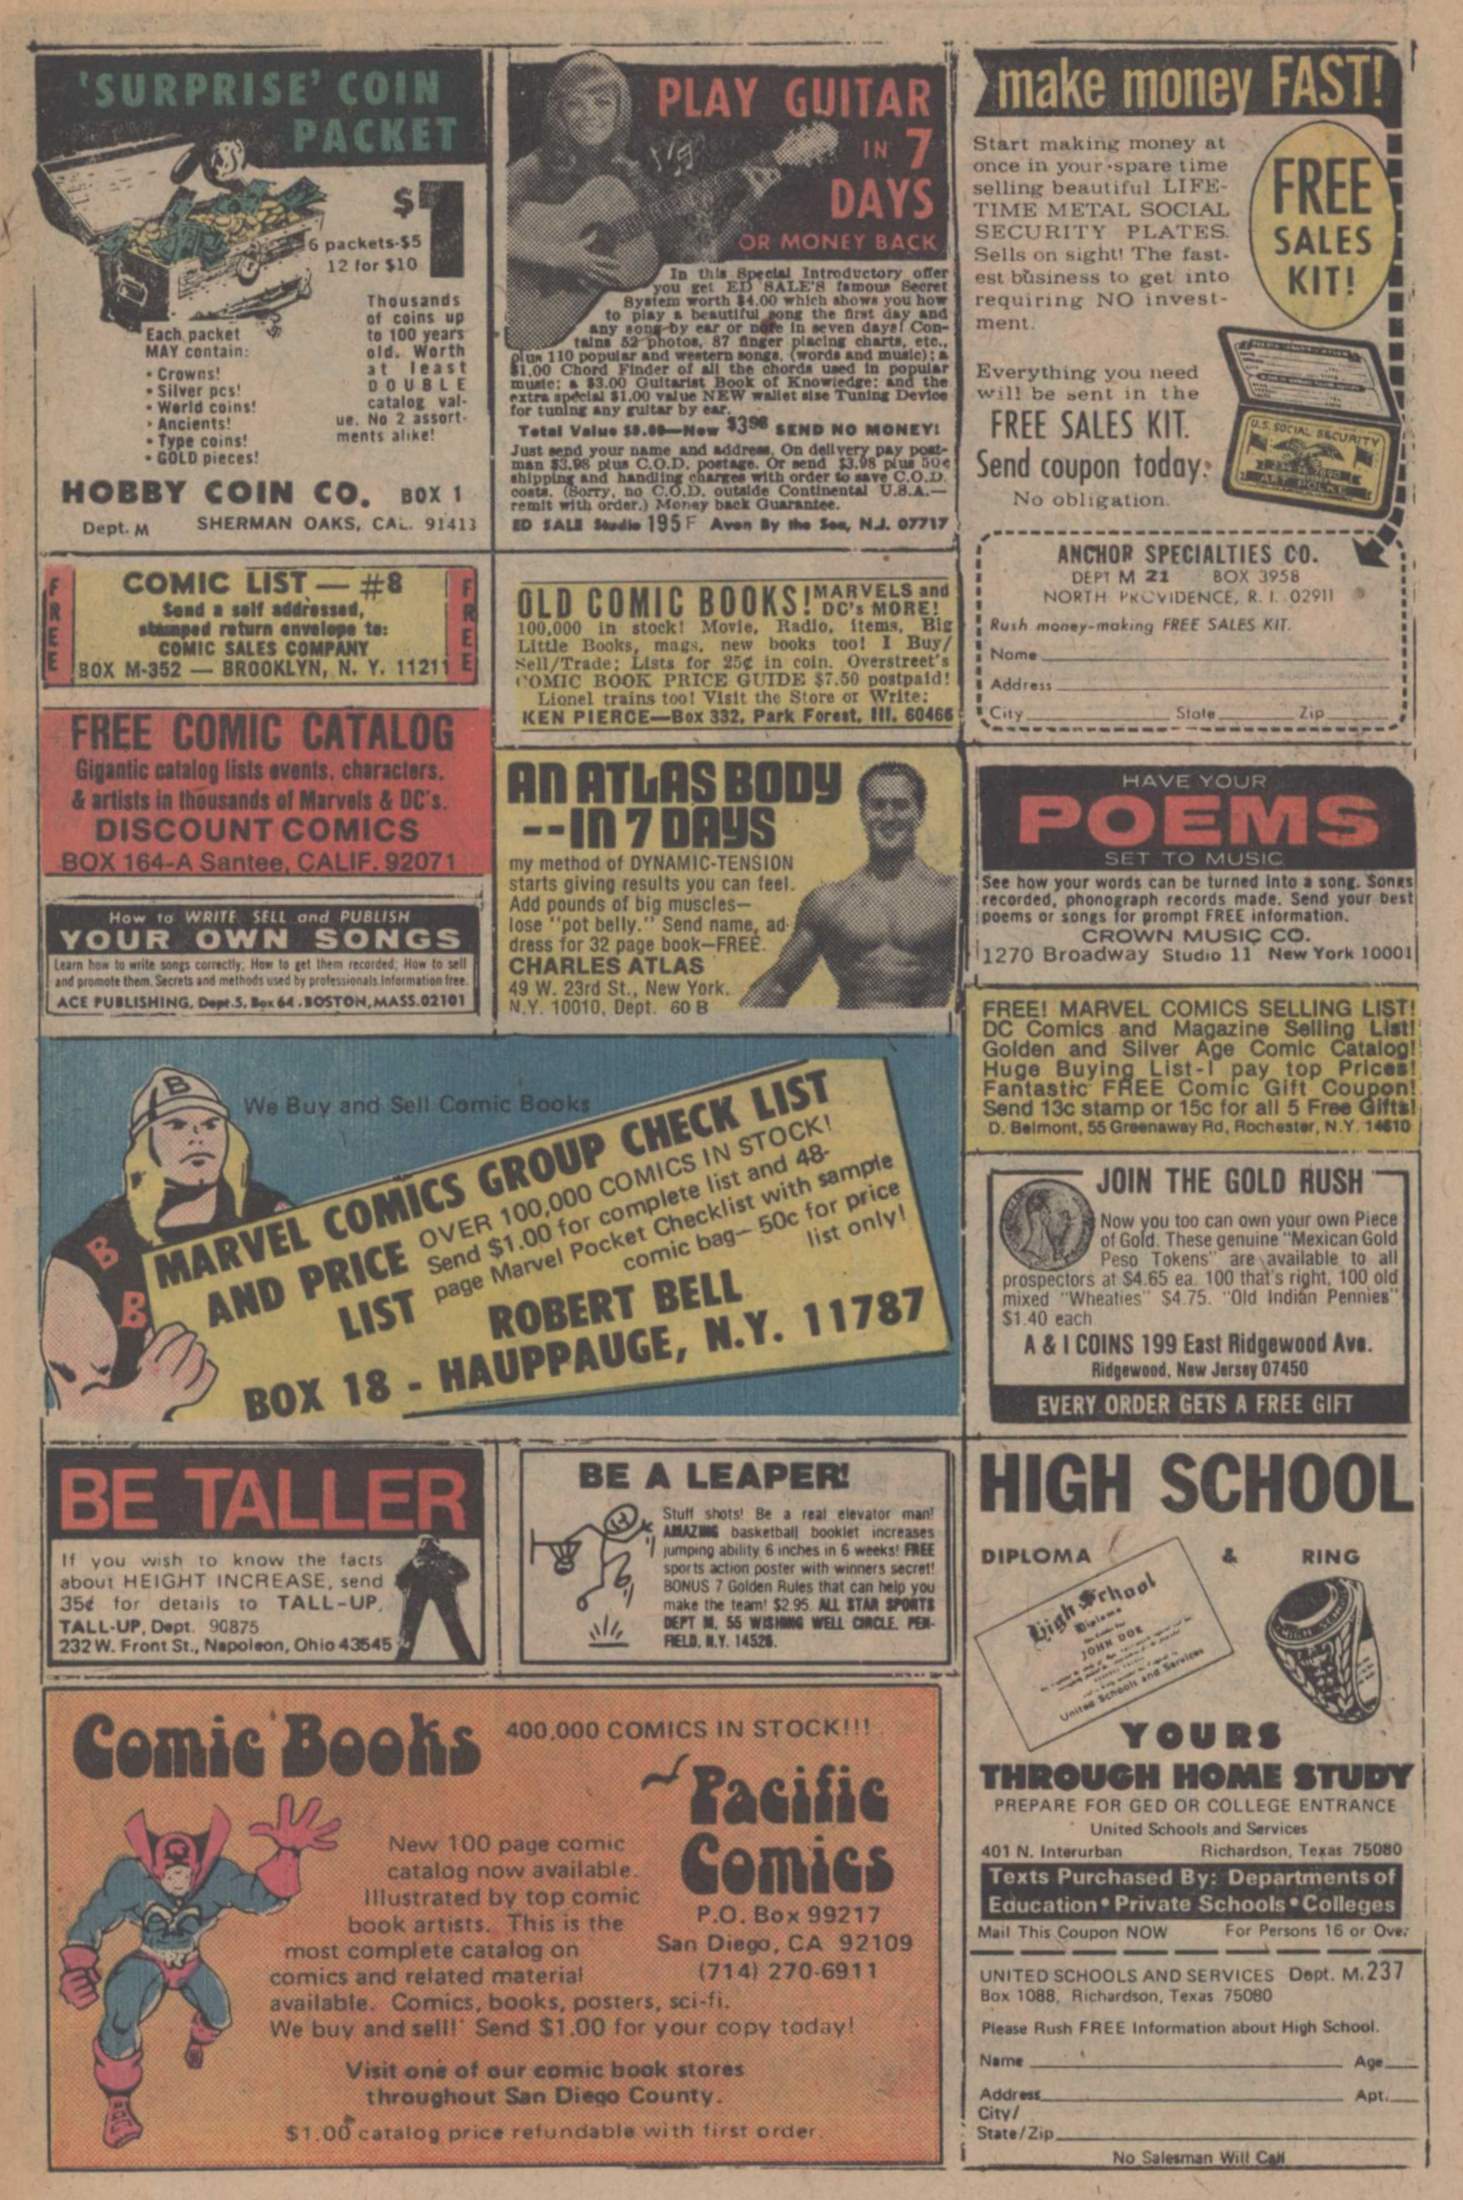 'SURPRISE' COIN
PACKET
$1
6 packets-$5
12 for $10
Each packet
MAY contain:
• Crowns!
• Silver pcs!
• World coins!
• Ancients!
• Type coins!
• GOLD pieces!
Thousands
of coins up
to 100 years
old. Worth
at least
DOUBLE
catalog val-
ue. No 2 assort-
ments alike!
HOBBY COIN CO. BOX 1
Dept. M SHERMAN OAKS, CAL. 91413
PLAY GUITAR
IN 7
DAYS
OR MONEY BACK
In this Special Introductory offer
you get ED SALE'S famous Secret
System worth $4.00 which shows you how
to play a beautiful song the first day and
any song by ear or note in seven days! Con-
tains 52 photos, 87 finger placing charts, etc.,
plus 110 popular and western songs, (words and music); a
$1.00 Chord Finder of all the chords used in popular
music; a $3.00 Guitarist Book of Knowledge; and the
extra special $1.00 value NEW wallet size Tuning Device
for tuning any guitar by ear.
Total Value $9.00—Now $3.98 SEND NO MONEY!
Just send your name and address. On delivery pay post-
man $3.98 plus C.O.D. postage. Or send $3.98 plus 50¢
shipping and handling charges with order to save C.O.D.
costs. (Sorry, no C.O.D. outside Continental U.S.A.—
remit with order.) Money back Guarantee.
ED SALE Studio 195F Avon By the Sea, N.J. 07717
make money FAST!
Start making money at
once in your spare time
selling beautiful LIFE-
TIME METAL SOCIAL
SECURITY PLATES.
Sells on sight! The fast-
est business to get into
requiring NO invest-
ment.
FREE
SALES
KIT!
Everything you need
will be sent in the
FREE SALES KIT.
Send coupon today.
No obligation.
U.S. SOCIAL SECURITY
ART POLKE
ANCHOR SPECIALTIES CO.
DEPT M 21 BOX 3958
NORTH PROVIDENCE, R. I. 02911
Rush money-making FREE SALES KIT.
Name
Address
City State Zip
FREE
COMIC LIST — #8
Send a self addressed,
stamped return envelope to:
COMIC SALES COMPANY
BOX M-352 — BROOKLYN, N. Y. 11211
FREE
OLD COMIC BOOKS! MARVELS and
DC's MORE!
100,000 in stock! Movie, Radio, items, Big
Little Books, mags, new books too! I Buy/
Sell/Trade; Lists for 25¢ in coin. Overstreet's
COMIC BOOK PRICE GUIDE $7.50 postpaid!
Lionel trains too! Visit the Store or Write:
KEN PIERCE—Box 332, Park Forest, Ill. 60466
FREE COMIC CATALOG
Gigantic catalog lists events, characters,
& artists in thousands of Marvels & DC's.
DISCOUNT COMICS
BOX 164-A Santee, CALIF. 92071
AN ATLAS BODY
--IN 7 DAYS
my method of DYNAMIC-TENSION
starts giving results you can feel.
Add pounds of big muscles—
lose "pot belly." Send name, ad-
dress for 32 page book—FREE.
CHARLES ATLAS
49 W. 23rd St., New York.
N.Y. 10010, Dept. 60 B
HAVE YOUR
POEMS
SET TO MUSIC
See how your words can be turned into a song. Songs
recorded, phonograph records made. Send your best
poems or songs for prompt FREE information.
CROWN MUSIC CO.
1270 Broadway Studio 11 New York 10001
How to WRITE, SELL and PUBLISH
YOUR OWN SONGS
Learn how to write songs correctly; How to get them recorded; How to sell
and promote them. Secrets and methods used by professionals. Information free.
ACE PUBLISHING, Dept. 5, Box 64 . BOSTON, MASS. 02101
FREE! MARVEL COMICS SELLING LIST!
DC Comics and Magazine Selling List!
Golden and Silver Age Comic Catalog!
Huge Buying List-I pay top Prices!
Fantastic FREE Comic Gift Coupon!
Send 13c stamp or 15c for all 5 Free Gifts!
D. Belmont, 55 Greenaway Rd, Rochester, N.Y. 14610
B
B
B
We Buy and Sell Comic Books
MARVEL COMICS GROUP CHECK LIST
AND PRICE
LIST
OVER 100,000 COMICS IN STOCK!
Send $1.00 for complete list and 48-
page Marvel Pocket Checklist with sample
comic bag— 50c for price
list only!
ROBERT BELL
BOX 18 - HAUPPAUGE, N.Y. 11787
JOIN THE GOLD RUSH
Now you too can own your own Piece
of Gold. These genuine "Mexican Gold
Peso Tokens" are available to all
prospectors at $4.65 ea. 100 that's right, 100 old
mixed "Wheaties" $4.75. "Old Indian Pennies"
$1.40 each
A & I COINS 199 East Ridgewood Ave.
Ridgewood, New Jersey 07450
EVERY ORDER GETS A FREE GIFT
BE TALLER
If you wish to know the facts
about HEIGHT INCREASE, send
35¢ for details to TALL-UP,
TALL-UP, Dept. 90875
232 W. Front St., Napoleon, Ohio 43545
BE A LEAPER!
Stuff shots! Be a real elevator man!
AMAZING basketball booklet increases
jumping ability 6 inches in 6 weeks! FREE
sports action poster with winners secret!
BONUS 7 Golden Rules that can help you
make the team! $2.95. ALL STAR SPORTS
DEPT M, 55 WISHING WELL CIRCLE. PEN-
FIELD, N.Y. 14526.
HIGH SCHOOL
DIPLOMA & RING
High School
Diploma
JOHN DOE
United Schools and Services
HIGH SCHOOL
YOURS
THROUGH HOME STUDY
PREPARE FOR GED OR COLLEGE ENTRANCE
United Schools and Services
401 N. Interurban Richardson, Texas 75080
Texts Purchased By: Departments of
Education • Private Schools • Colleges
Mail This Coupon NOW For Persons 16 or Over
UNITED SCHOOLS AND SERVICES Dept. M.237
Box 1088, Richardson, Texas 75080
Please Rush FREE Information about High School.
Name Age
Address Apt.
City/
State/Zip
No Salesman Will Call
Comic Books
400,000 COMICS IN STOCK!!!
Pacific
Comics
P.O. Box 99217
San Diego, CA 92109
(714) 270-6911
New 100 page comic
catalog now available.
Illustrated by top comic
book artists. This is the
most complete catalog on
comics and related material
available. Comics, books, posters, sci-fi.
We buy and sell! Send $1.00 for your copy today!
Visit one of our comic book stores
throughout San Diego County.
$1.00 catalog price refundable with first order.